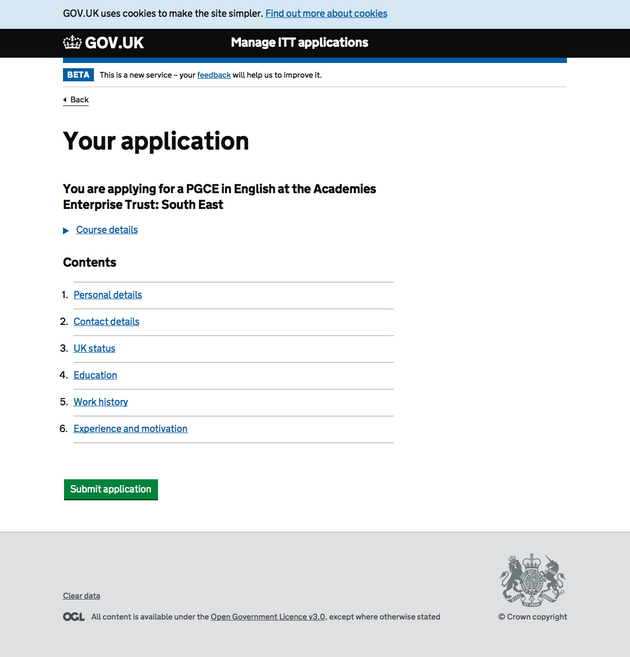 GOV.UK uses cookies to make the site simpler. Find out more about cookies
GOV.UK Manage ITT applications
BETA This is a new service – your feedback will help us to improve it.
Back
Your application
You are applying for a PGCE in English at the Academies
Enterprise Trust: South East
Course details
Contents
1. Personal details
2. Contact details
3. UK status
4. Education
5. Work history
6. Experience and motivation
Submit application
Clear data
OGL All content is available under the Open Government Licence v3.0, except where otherwise stated
© Crown copyright